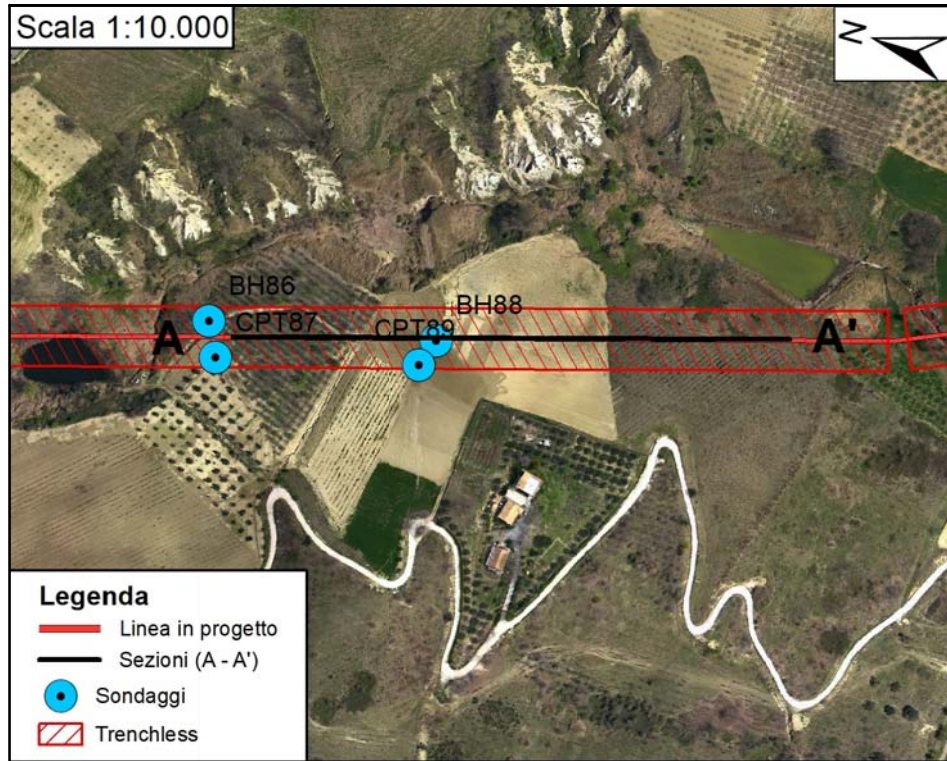 Scala 1:10.000
N
BH86
BH88
CPT87
CPT89
A
A'
Legenda
Linea in progetto
Sezioni (A - A')
Sondaggi
Trenchless